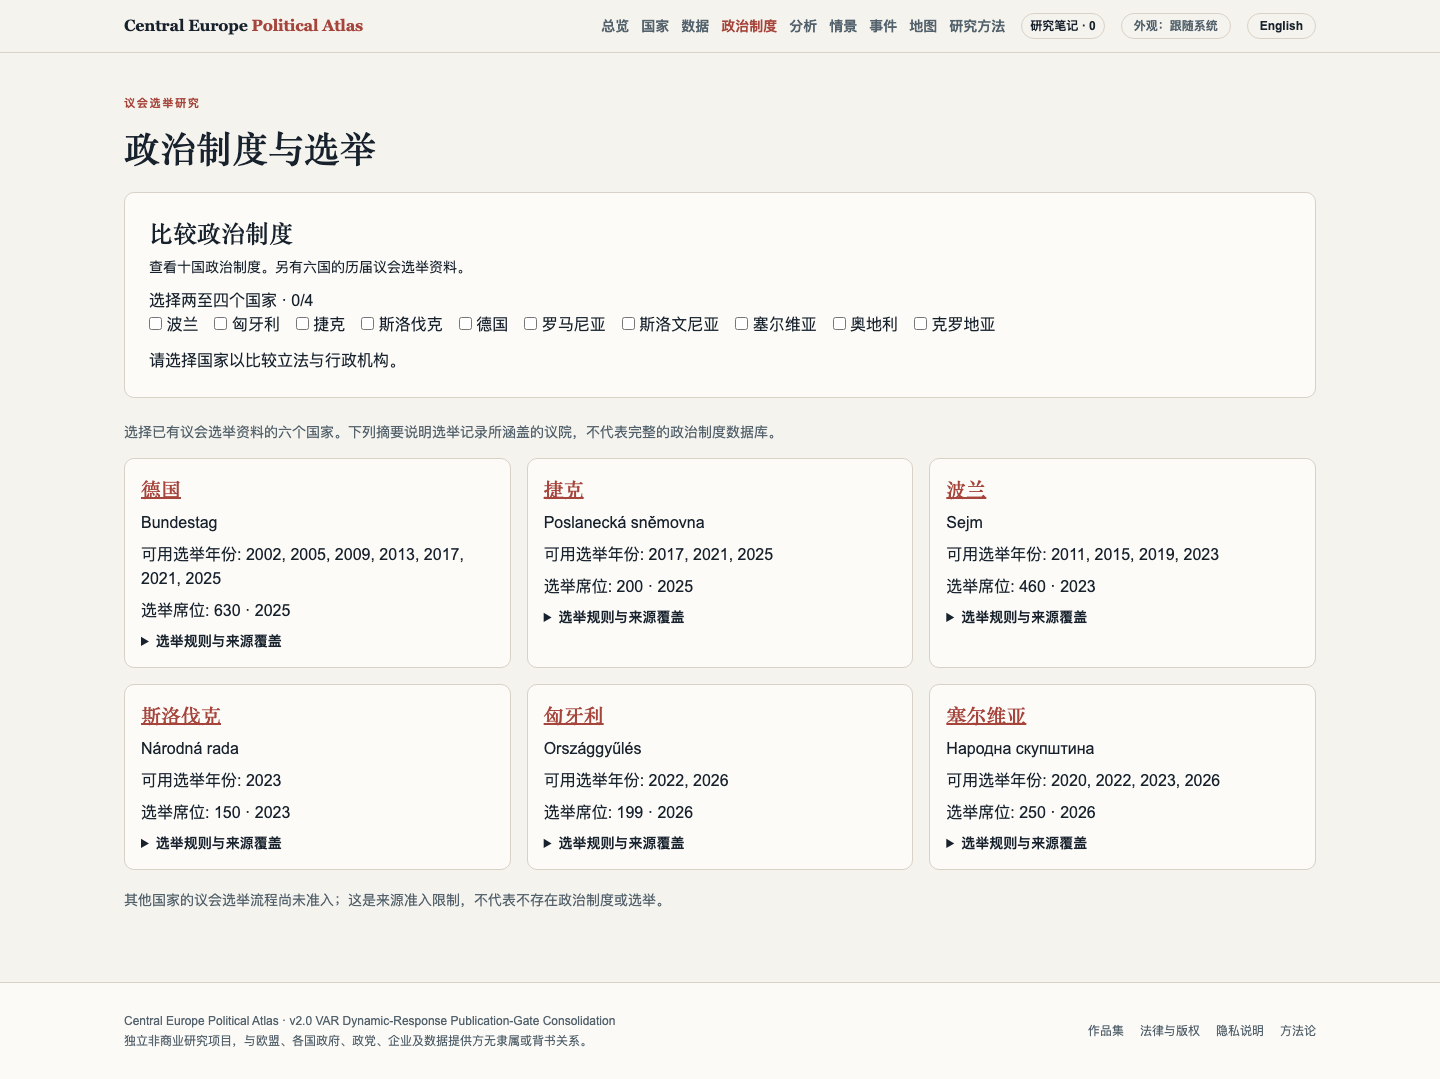 Central Europe Political Atlas
总览 国家 数据 政治制度 分析 情景 事件 地图 研究方法 研究笔记 · 0 外观：跟随系统 English
议会选举研究
政治制度与选举
比较政治制度
查看十国政治制度。另有六国的历届议会选举资料。
选择两至四个国家 · 0/4
波兰 匈牙利 捷克 斯洛伐克 德国 罗马尼亚 斯洛文尼亚 塞尔维亚 奥地利 克罗地亚
请选择国家以比较立法与行政机构。
选择已有议会选举资料的六个国家。下列摘要说明选举记录所涵盖的议院，不代表完整的政治制度数据库。
德国
Bundestag
可用选举年份: 2002, 2005, 2009, 2013, 2017,
2021, 2025
选举席位: 630 · 2025
▶ 选举规则与来源覆盖
捷克
Poslanecká sněmovna
可用选举年份: 2017, 2021, 2025
选举席位: 200 · 2025
▶ 选举规则与来源覆盖
波兰
Sejm
可用选举年份: 2011, 2015, 2019, 2023
选举席位: 460 · 2023
▶ 选举规则与来源覆盖
斯洛伐克
Národná rada
可用选举年份: 2023
选举席位: 150 · 2023
▶ 选举规则与来源覆盖
匈牙利
Országgyűlés
可用选举年份: 2022, 2026
选举席位: 199 · 2026
▶ 选举规则与来源覆盖
塞尔维亚
Народна скупштина
可用选举年份: 2020, 2022, 2023, 2026
选举席位: 250 · 2026
▶ 选举规则与来源覆盖
其他国家的议会选举流程尚未准入；这是来源准入限制，不代表不存在政治制度或选举。
Central Europe Political Atlas · v2.0 VAR Dynamic-Response Publication-Gate Consolidation
独立非商业研究项目，与欧盟、各国政府、政党、企业及数据提供方无隶属或背书关系。
作品集 法律与版权 隐私说明 方法论